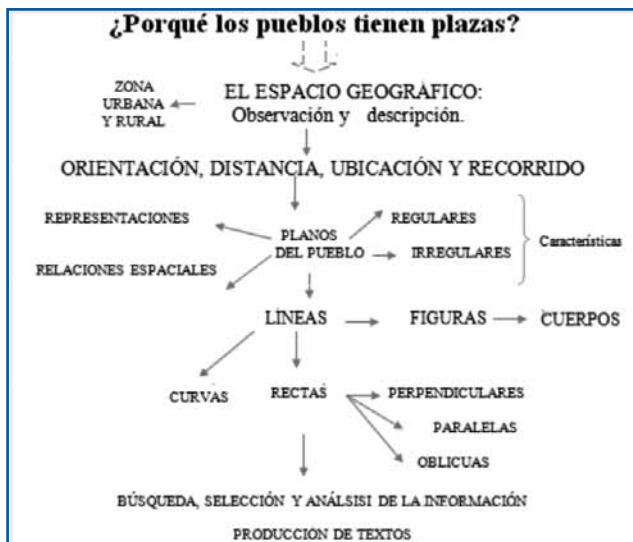 ¿Porqué los pueblos tienen plazas?
ZONA
URBANA
Y RURAL
EL ESPACIO GEOGRÁFICO:
Observación y descripción.
ORIENTACIÓN, DISTANCIA, UBICACIÓN Y RECORRIDO
REPRESENTACIONES
RELACIONES ESPACIALES
PLANOS
DEL PUEBLO
REGULARES
IRREGULARES
Características
LÍNEAS
FIGURAS
CUERPOS
CURVAS
RECTAS
PERPENDICULARES
PARALELAS
OBLICUAS
BÚSQUEDA, SELECCIÓN Y ANÁLSISI DE LA INFORMACIÓN
PRODUCCIÓN DE TEXTOS